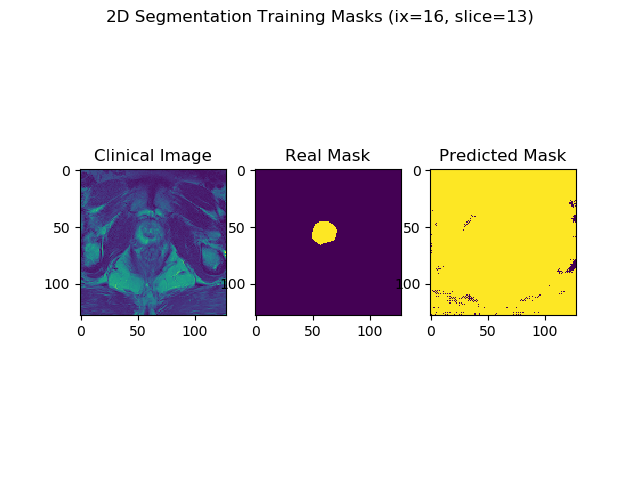 2D Segmentation Training Masks (ix=16, slice=13)
Clinical Image Real Mask Predicted Mask
0 0 0
50 50 50
100 100 100
0 50 100 0 50 100 0 50 100